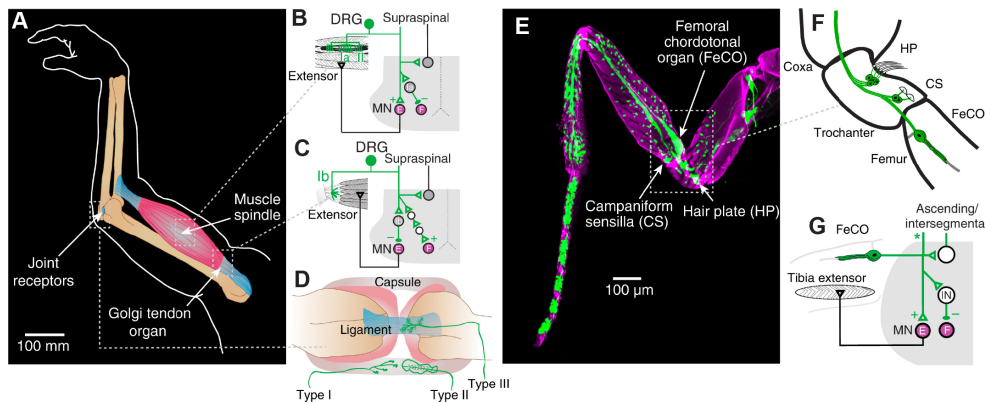 A
Muscle
spindle
Joint
receptors
Golgi tendon
organ
100 mm
B
DRG
Supraspinal
Ia
II
Extensor
MN
+
–
E
F
C
DRG
Supraspinal
Ib
Extensor
MN
–
+
E
F
D
Capsule
Ligament
Type I
Type II
Type III
E
Femoral
chordotonal
organ (FeCO)
Campaniform
sensilla (CS)
Hair plate (HP)
100 µm
F
HP
Coxa
CS
FeCO
Trochanter
Femur
G
Ascending/
intersegmenta
FeCO
*
Tibia extensor
IN
+
–
MN
E
F